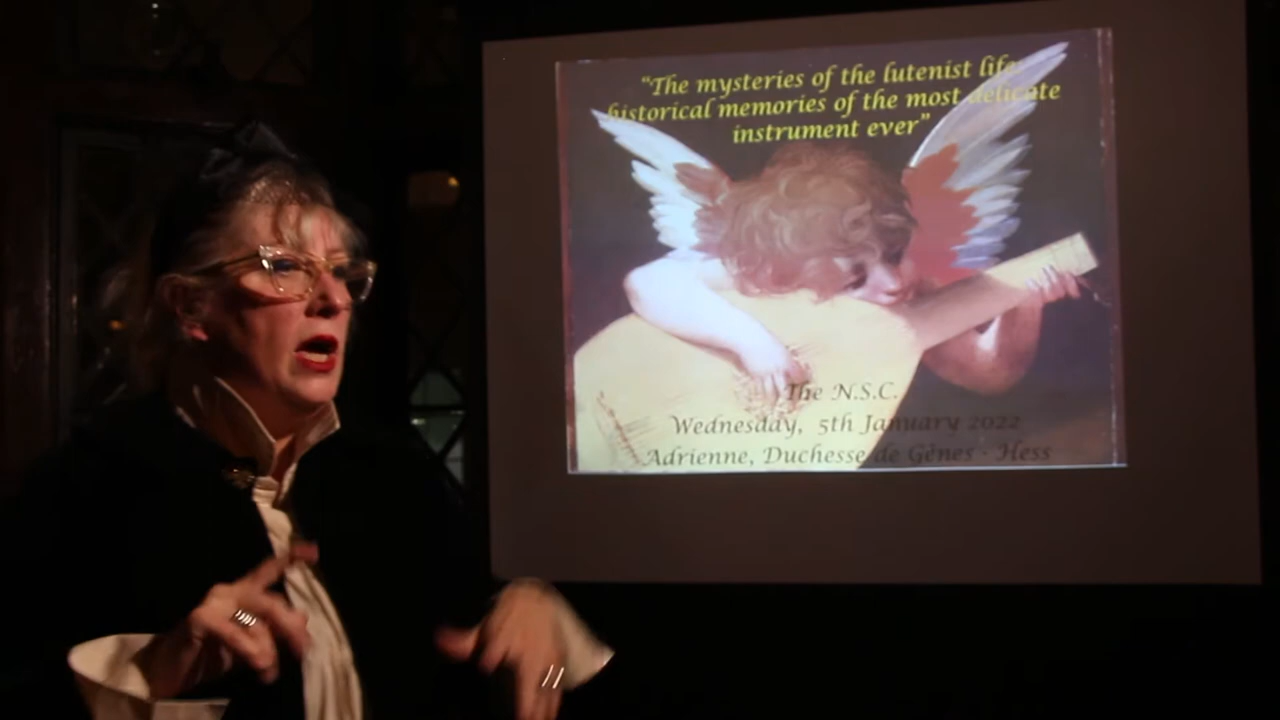 “The mysteries of the lutenist life
historical memories of the most delicate
instrument ever”
The N.S.C.
Wednesday, 5th January 2022
Adrienne, Duchesse de Gènes - Hess